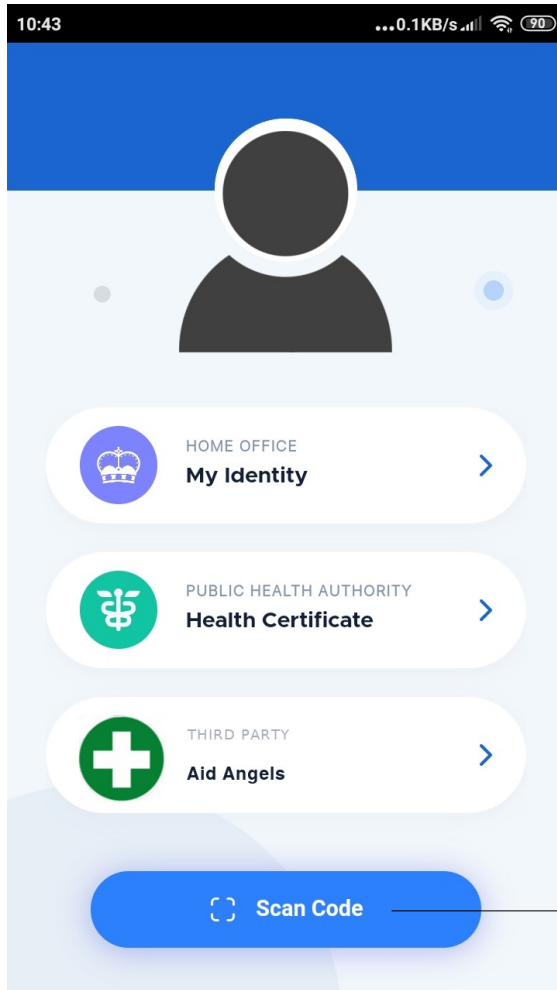 10:43
...0.1KB/s 90
HOME OFFICE
My Identity
PUBLIC HEALTH AUTHORITY
Health Certificate
THIRD PARTY
Aid Angels
Scan Code